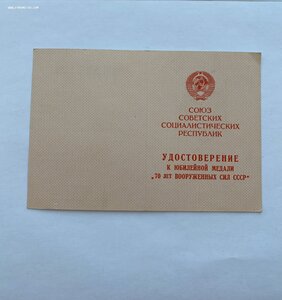 СОЮЗ
СОВЕТСКИХ
СОЦИАЛИСТИЧЕСКИХ
РЕСПУБЛИК
УДОСТОВЕРЕНИЕ
К ЮБИЛЕЙНОЙ МЕДАЛИ
„70 ЛЕТ ВООРУЖЕННЫХ СИЛ СССР“